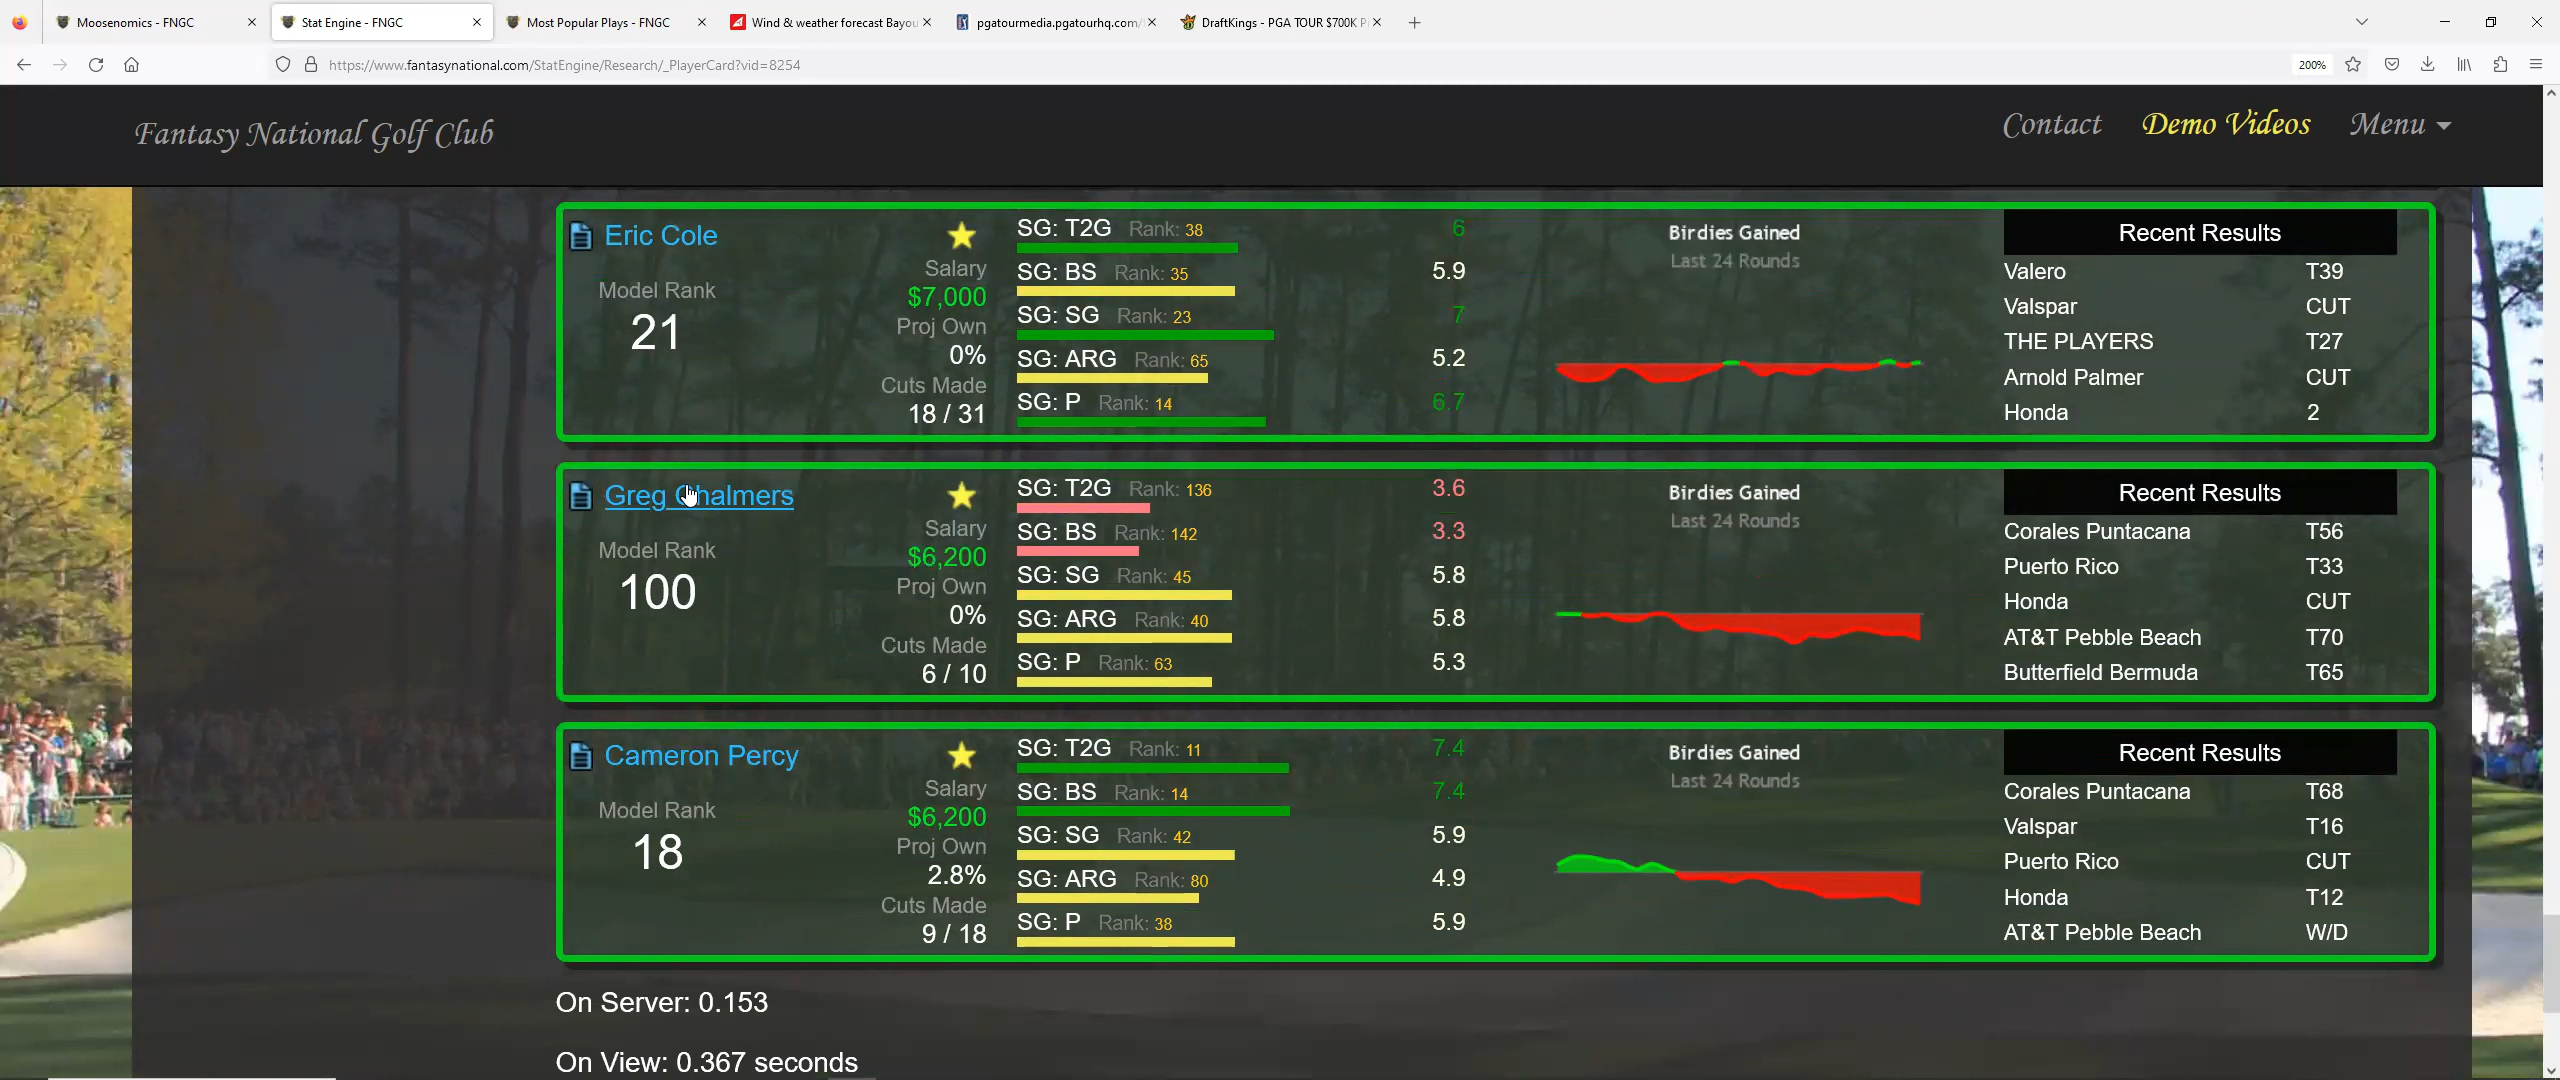 Moosenomics - FNGC
Stat Engine - FNGC
Most Popular Plays - FNGC
Wind & weather forecast Bayou
pgatourmedia.pgatourhq.com/
DraftKings - PGA TOUR $700K P
https://www.fantasynational.com/StatEngine/Research/_PlayerCard?vid=8254
200%
Fantasy National Golf Club
Contact
Demo Videos
Menu
Eric Cole
Model Rank
21
Salary
$7,000
Proj Own
0%
Cuts Made
18 / 31
SG: T2G Rank: 38 6
SG: BS Rank: 35 5.9
SG: SG Rank: 23 7
SG: ARG Rank: 65 5.2
SG: P Rank: 14 6.7
Birdies Gained
Last 24 Rounds
Recent Results
Valero T39
Valspar CUT
THE PLAYERS T27
Arnold Palmer CUT
Honda 2
Greg Chalmers
Model Rank
100
Salary
$6,200
Proj Own
0%
Cuts Made
6 / 10
SG: T2G Rank: 136 3.6
SG: BS Rank: 142 3.3
SG: SG Rank: 45 5.8
SG: ARG Rank: 40 5.8
SG: P Rank: 63 5.3
Birdies Gained
Last 24 Rounds
Recent Results
Corales Puntacana T56
Puerto Rico T33
Honda CUT
AT&T Pebble Beach T70
Butterfield Bermuda T65
Cameron Percy
Model Rank
18
Salary
$6,200
Proj Own
2.8%
Cuts Made
9 / 18
SG: T2G Rank: 11 7.4
SG: BS Rank: 14 7.4
SG: SG Rank: 42 5.9
SG: ARG Rank: 80 4.9
SG: P Rank: 38 5.9
Birdies Gained
Last 24 Rounds
Recent Results
Corales Puntacana T68
Valspar T16
Puerto Rico CUT
Honda T12
AT&T Pebble Beach W/D
On Server: 0.153
On View: 0.367 seconds